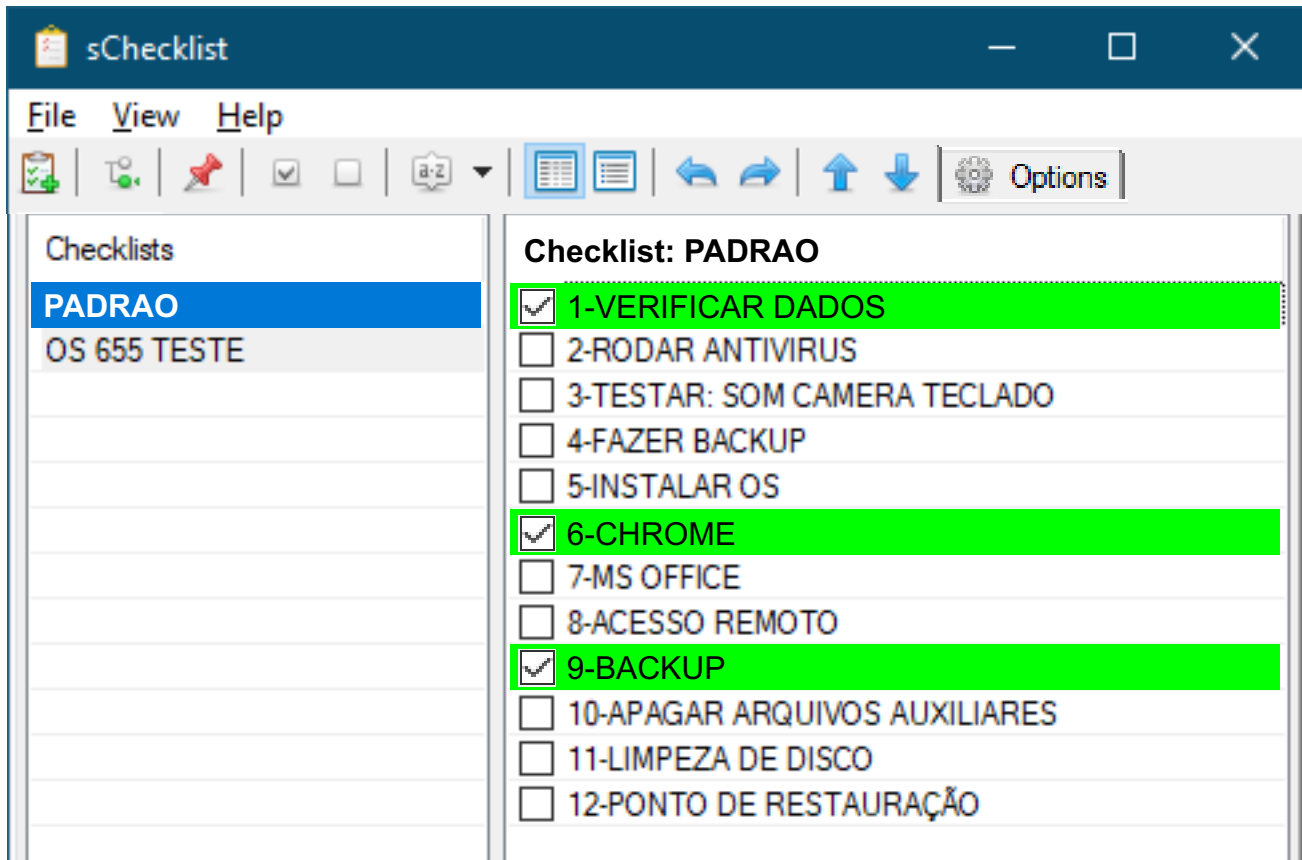 sChecklist
File View Help
a-z Options
Checklists
PADRAO
OS 655 TESTE
Checklist: PADRAO
1-VERIFICAR DADOS
2-RODAR ANTIVIRUS
3-TESTAR: SOM CAMERA TECLADO
4-FAZER BACKUP
5-INSTALAR OS
6-CHROME
7-MS OFFICE
8-ACESSO REMOTO
9-BACKUP
10-APAGAR ARQUIVOS AUXILIARES
11-LIMPEZA DE DISCO
12-PONTO DE RESTAURAÇÃO